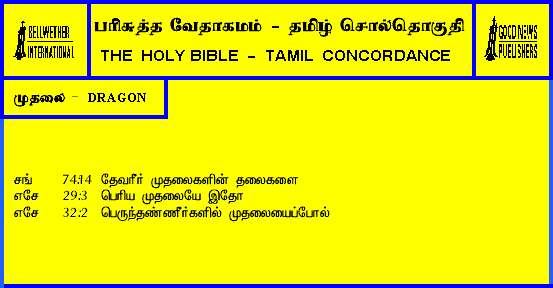 BELLWETHER
INTERNATIONAL
பரிசுத்த வேதாகமம் - தமிழ் சொல்தொகுதி
THE HOLY BIBLE - TAMIL CONCORDANCE
GOOD NEWS
PUBLISHERS
முதலை - DRAGON
சங் 74:14 தேவரீர் முதலைகளின் தலைகளை
எசே 29:3 பெரிய முதலையே இதோ
எசே 32:2 பெருந்தண்ணீர்களில் முதலையைப்போல்